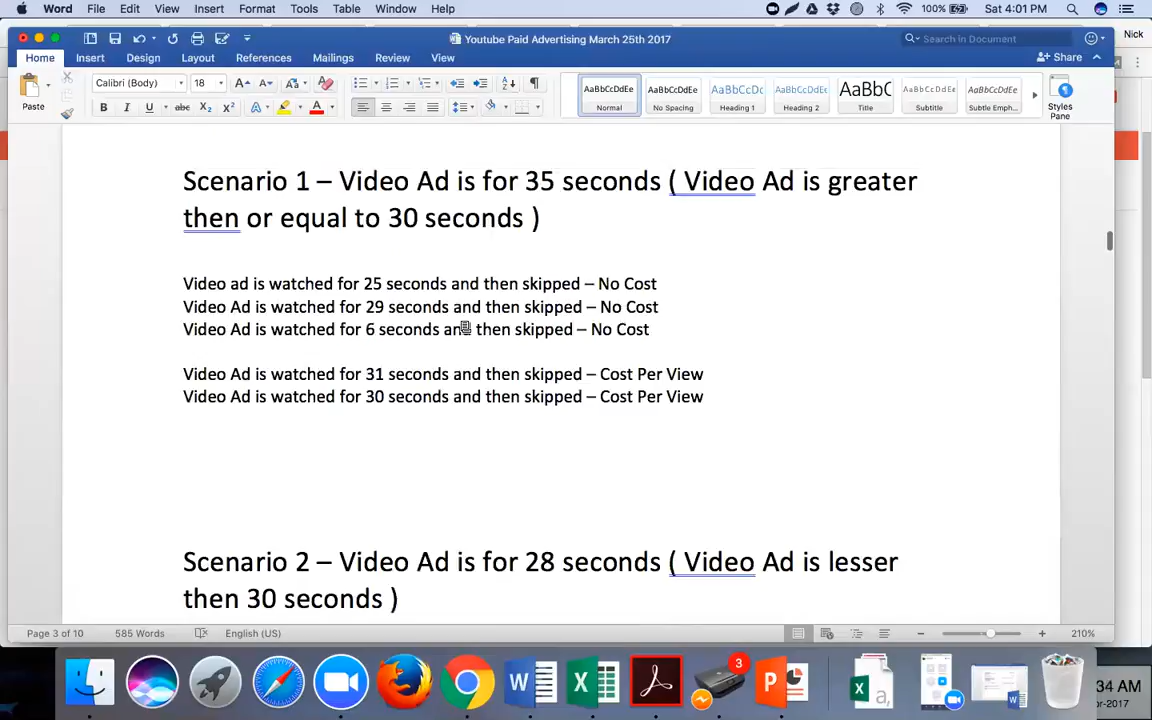 Word File Edit View Insert Format Tools Table Window Help 100% Sat 4:01 PM
Youtube Paid Advertising March 25th 2017 Search in Document Nick
Home Insert Design Layout References Mailings Review View Share
Paste Calibri (Body) 18 AaBbCcDdEe AaBbCcDdEe AaBbCcDc AaBbCcDdEe AaBbC AaBbCcDdEe AaBbCcDdEe
B I U abc X₂ X² A A Normal No Spacing Heading 1 Heading 2 Title Subtitle Subtle Emph... Styles
Pane
Scenario 1 – Video Ad is for 35 seconds ( Video Ad is greater
then or equal to 30 seconds )
Video ad is watched for 25 seconds and then skipped – No Cost
Video Ad is watched for 29 seconds and then skipped – No Cost
Video Ad is watched for 6 seconds and then skipped – No Cost
Video Ad is watched for 31 seconds and then skipped – Cost Per View
Video Ad is watched for 30 seconds and then skipped – Cost Per View
Scenario 2 – Video Ad is for 28 seconds ( Video Ad is lesser
then 30 seconds )
Page 3 of 10 585 Words English (US) 210%
3
34 AM